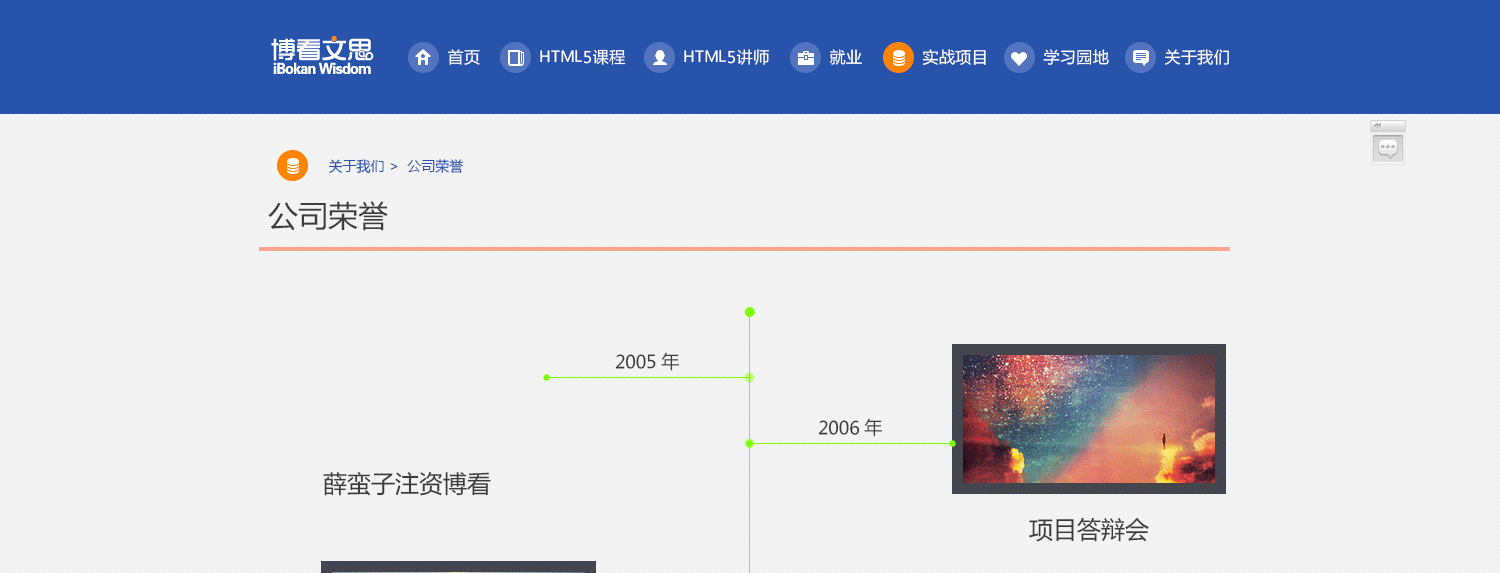 博看文思
iBokan Wisdom
首页
HTML5课程
HTML5讲师
就业
实战项目
学习园地
关于我们
关于我们 > 公司荣誉
公司荣誉
2005 年
2006 年
薛蛮子注资博看
项目答辩会